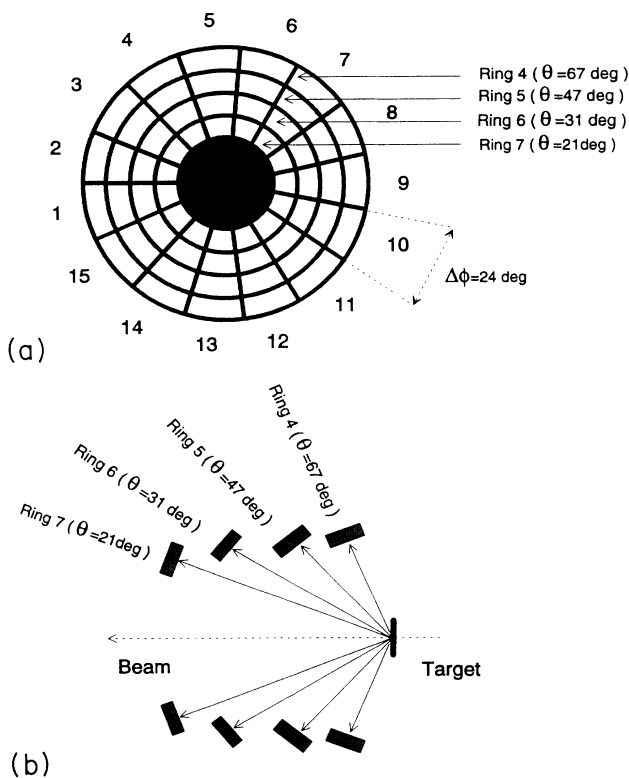 5
6
4
7
Ring 4 ( θ =67 deg )
3
Ring 5 ( θ =47 deg )
8
Ring 6 ( θ =31 deg )
2
Ring 7 ( θ =21deg )
9
1
10
15
Δϕ=24 deg
11
14
13
12
(a)
Ring 4 ( θ =67 deg )
Ring 5 ( θ =47 deg )
Ring 6 ( θ =31 deg )
Ring 7 ( θ =21deg )
Beam
Target
(b)